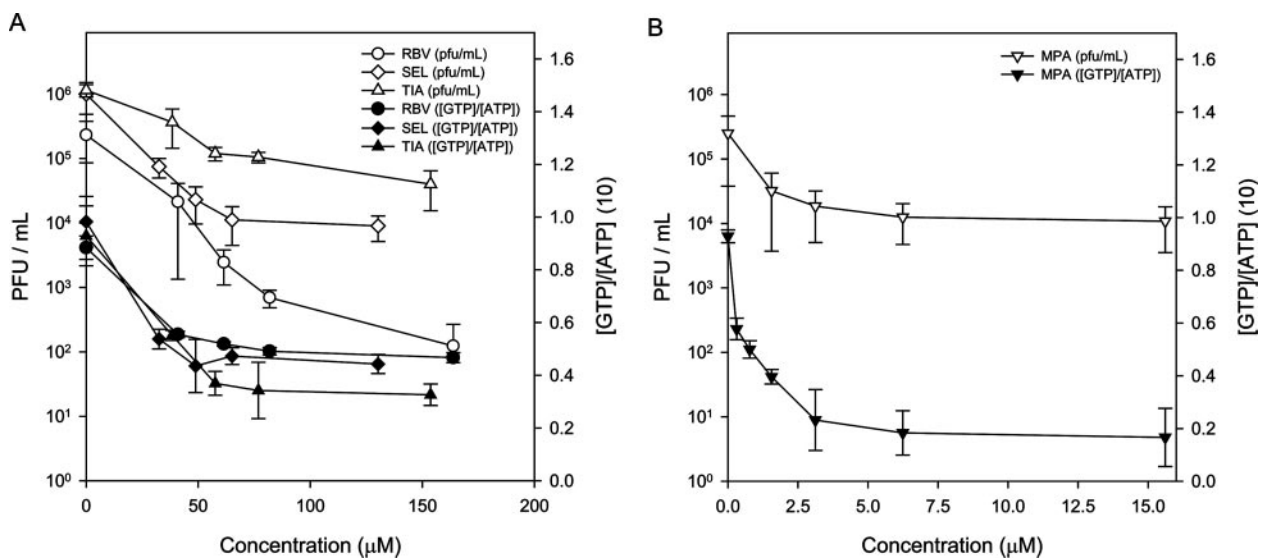 A
RBV (pfu/mL)
SEL (pfu/mL)
TIA (pfu/mL)
RBV ([GTP]/[ATP])
SEL ([GTP]/[ATP])
TIA ([GTP]/[ATP])
PFU / mL
10⁶
10⁵
10⁴
10³
10²
10¹
10⁰
1.6
1.4
1.2
1.0
0.8
0.6
0.4
0.2
0.0
[GTP]/[ATP] (10)
0 50 100 150 200
Concentration (μM)
B
MPA (pfu/mL)
MPA ([GTP]/[ATP])
PFU / mL
10⁶
10⁵
10⁴
10³
10²
10¹
10⁰
1.6
1.4
1.2
1.0
0.8
0.6
0.4
0.2
0.0
[GTP]/[ATP] (10)
0.0 2.5 5.0 7.5 10.0 12.5 15.0
Concentration (μM)